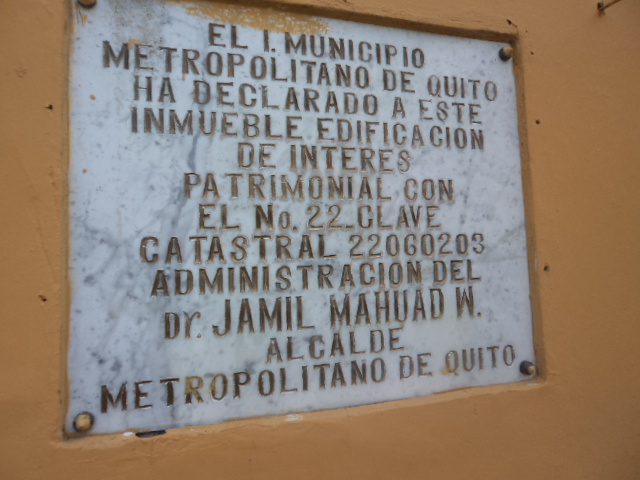 EL I. MUNICIPIO
METROPOLITANO DE QUITO
HA DECLARADO A ESTE
INMUEBLE EDIFICACION
DE INTERES
PATRIMONIAL CON
EL No. 22-CLAVE
CATASTRAL 22060203
ADMINISTRACION DEL
Dr. JAMIL MAHUAD W.
ALCALDE
METROPOLITANO DE QUITO